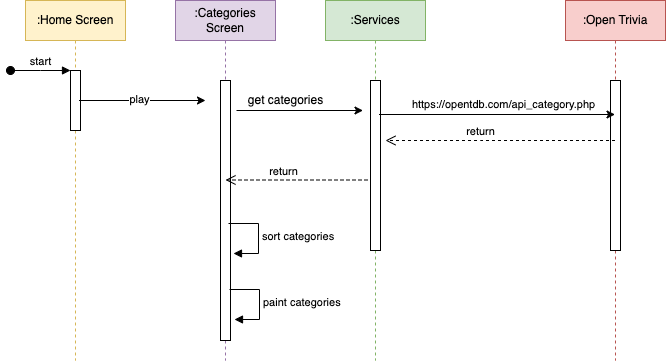 :Home Screen
:Categories
Screen
:Services
:Open Trivia
start
play
get categories
https://opentdb.com/api_category.php
return
return
sort categories
paint categories